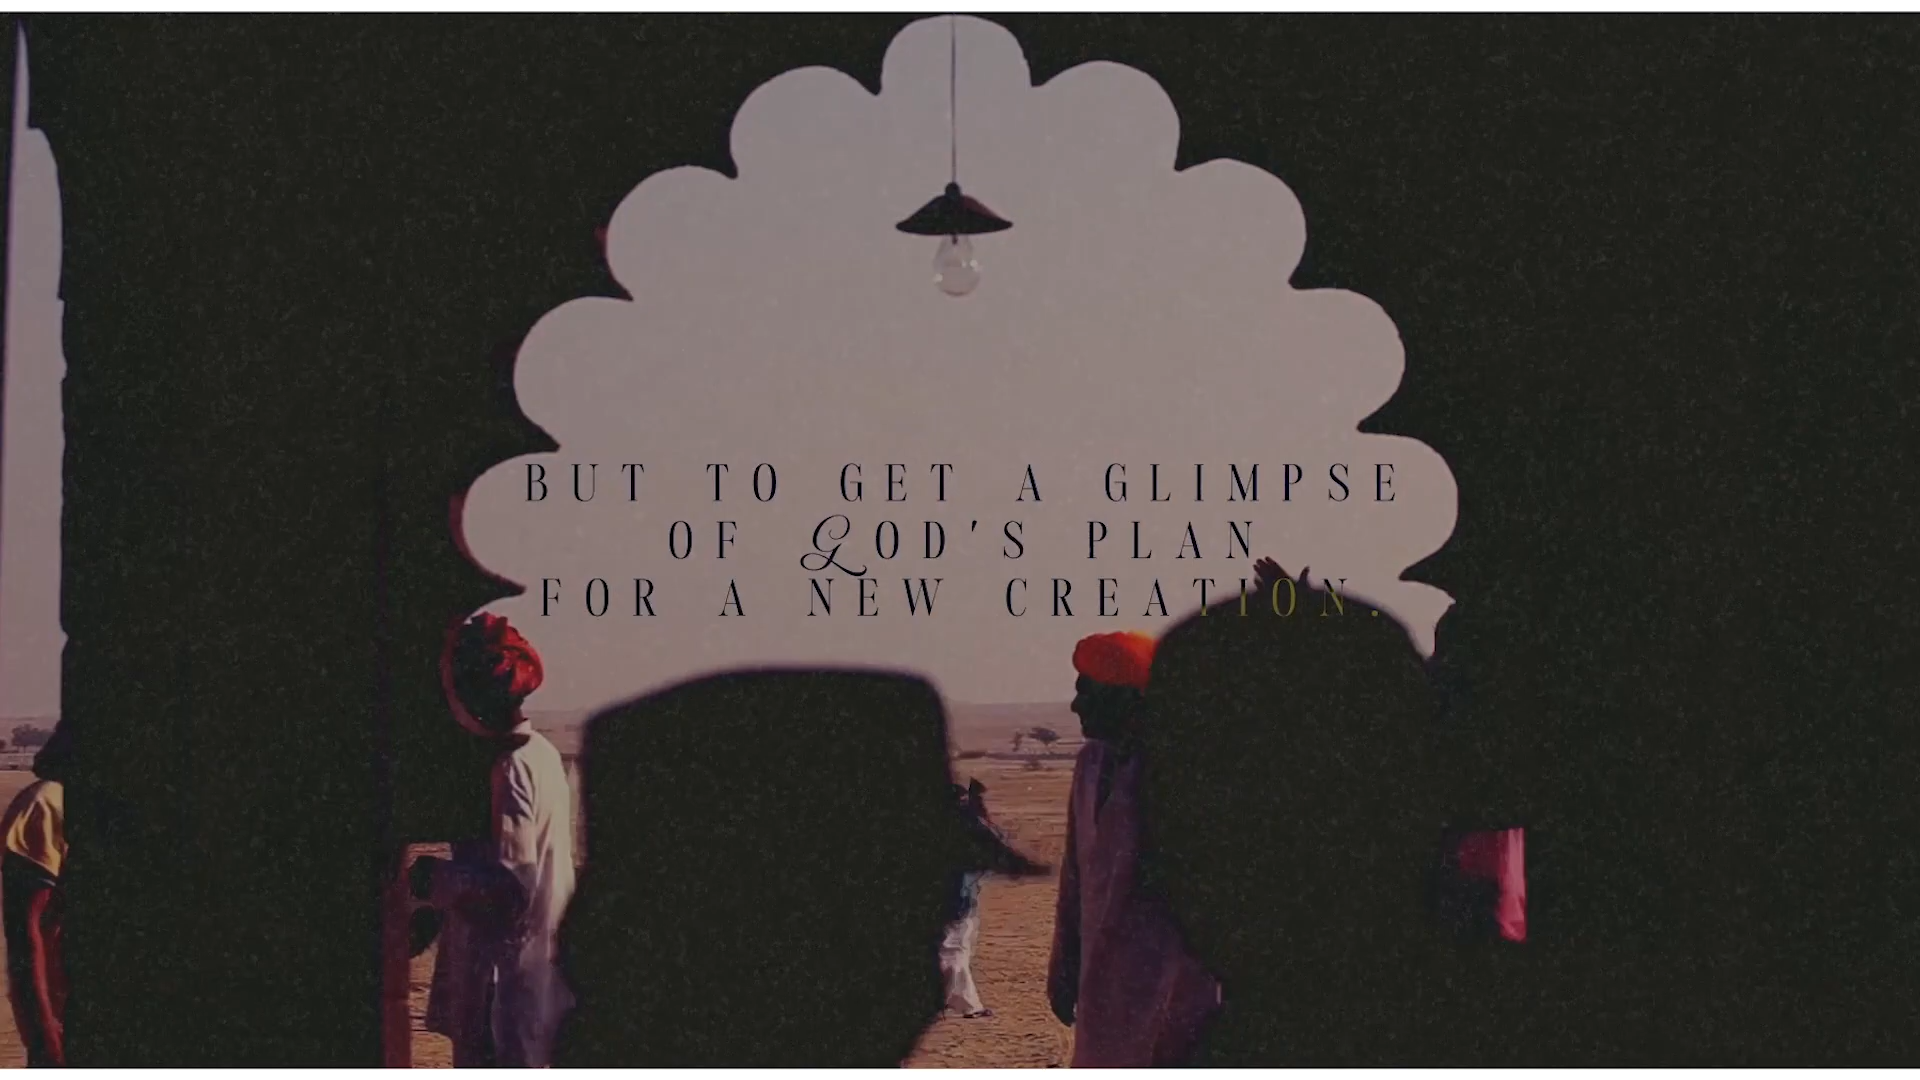 BUT TO GET A GLIMPSE
OF GOD'S PLAN
FOR A NEW CREATION.